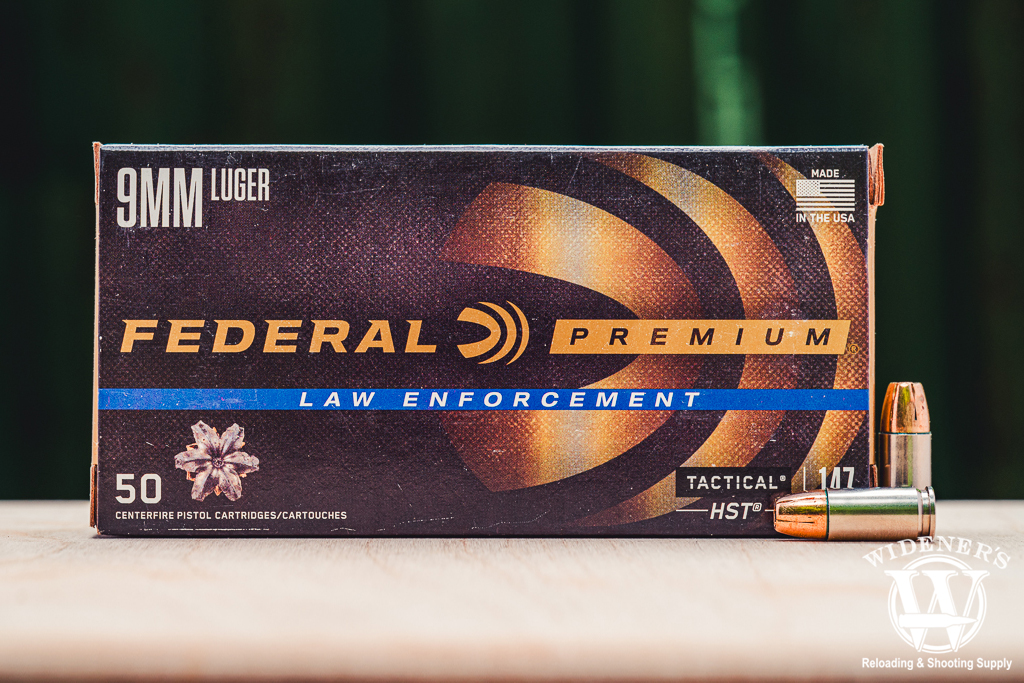 9MM LUGER
MADE
IN THE USA
FEDERAL PREMIUM®
LAW ENFORCEMENT
50
CENTERFIRE PISTOL CARTRIDGES/CARTOUCHES
TACTICAL®
HST®
147
WIDENER'S
W
Reloading & Shooting Supply